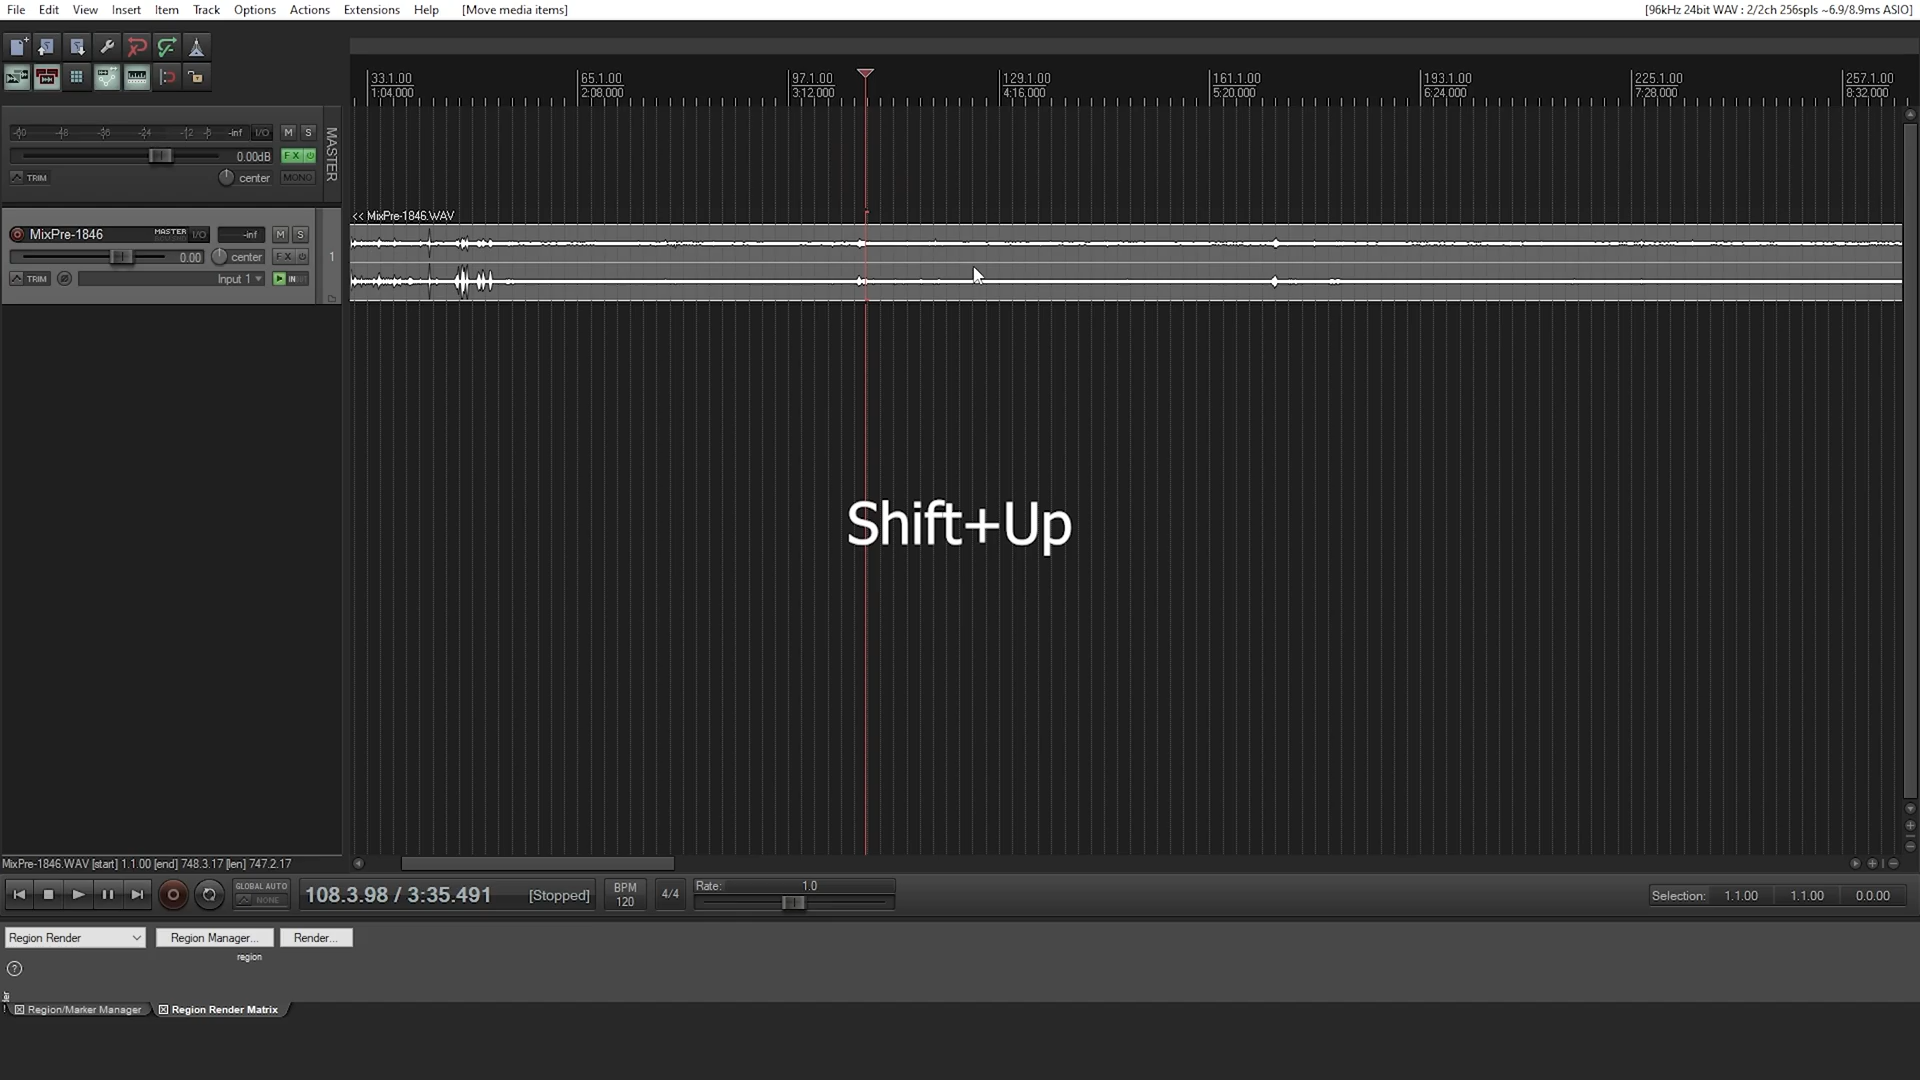 File Edit View Insert Item Track Options Actions Extensions Help [Move media items] [96kHz 24bit WAV : 2/2ch 256spls ~6.9/8.9ms ASIO]
33.1.00 65.1.00 97.1.00 129.1.00 161.1.00 193.1.00 225.1.00 257.1.00
1:04,000 2:08,000 3:12,000 4:16,000 5:20,000 6:24,000 7:28,000 8:32,000
-48 -36 -24 -12 -inf I/O M S
MASTER
0.00dB FX
TRIM center MONO
<< MixPre-1846.WAV
MixPre-1846 MASTER I/O -inf M S
0.00 center FX 1
TRIM Input 1 IN
Shift+Up
MixPre-1846.WAV [start] 1.1.00 [end] 748.3.17 [len] 747.2.17
GLOBAL AUTO
NONE
108.3.98 / 3:35.491 [Stopped]
BPM
120
4/4
Rate: 1.0
Selection: 1.1.00 1.1.00 0.0.00
Region Render Region Manager... Render...
region
?
Region/Marker Manager Region Render Matrix